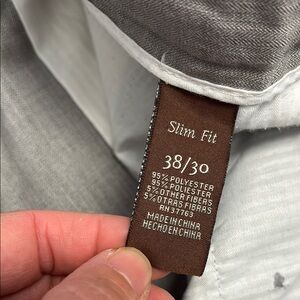 Slim Fit
38/30
95% POLYESTER
95% POLIESTER
5% OTHER FIBERS
5% OTRAS FIBRAS
RN 37763
MADE IN CHINA
HECHO EN CHINA